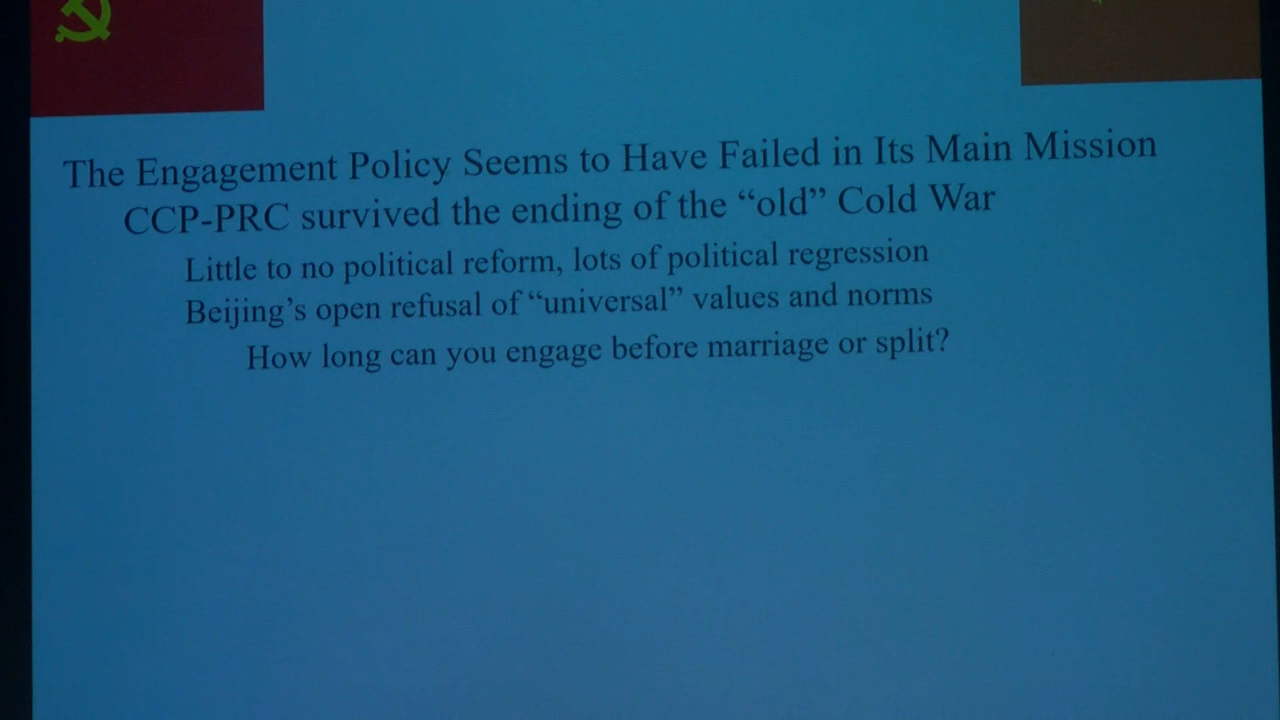 The Engagement Policy Seems to Have Failed in Its Main Mission
CCP-PRC survived the ending of the “old” Cold War
Little to no political reform, lots of political regression
Beijing’s open refusal of “universal” values and norms
How long can you engage before marriage or split?